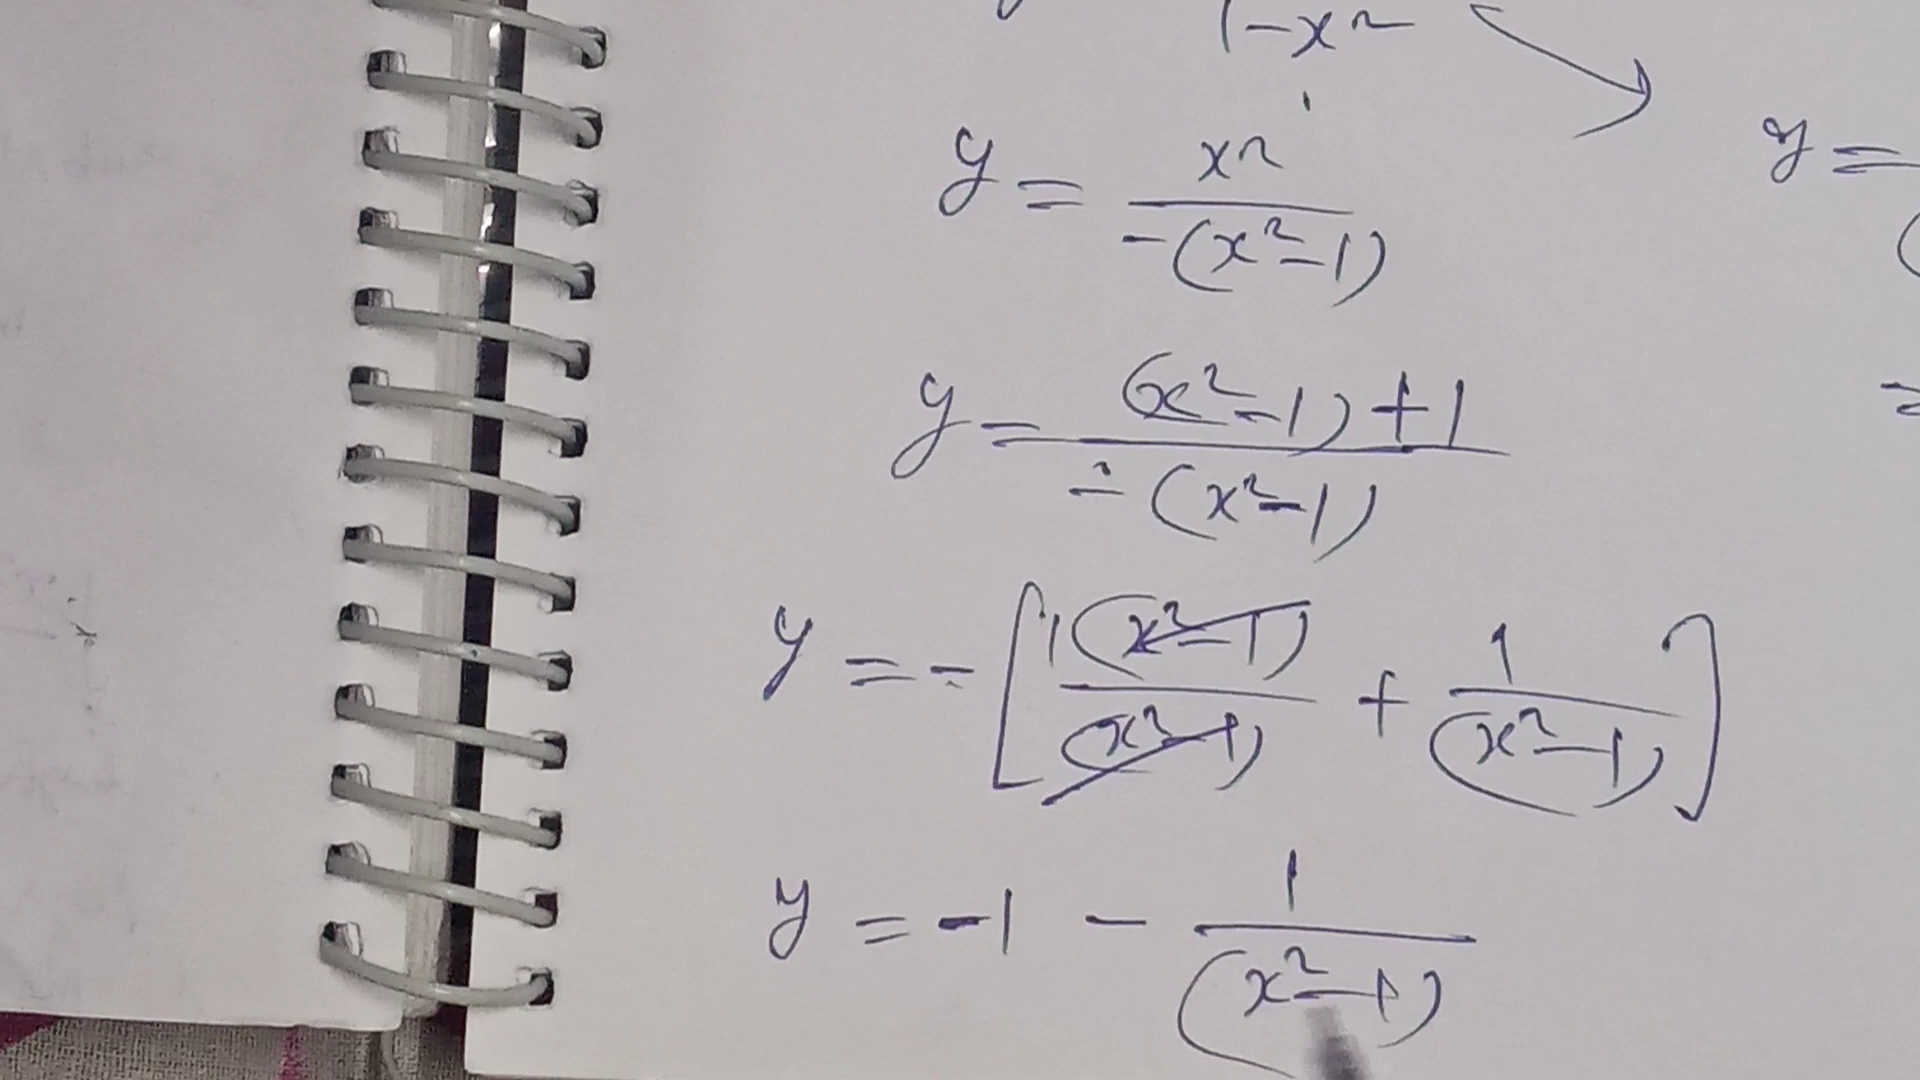 1-x²
y = x² / -(x²-1)
y =
y = (x²-1)+1 / -(x²-1)
y = -[1(x²-1) / (x²-1) + 1 / (x²-1)]
y = -1 - 1 / (x²-1)